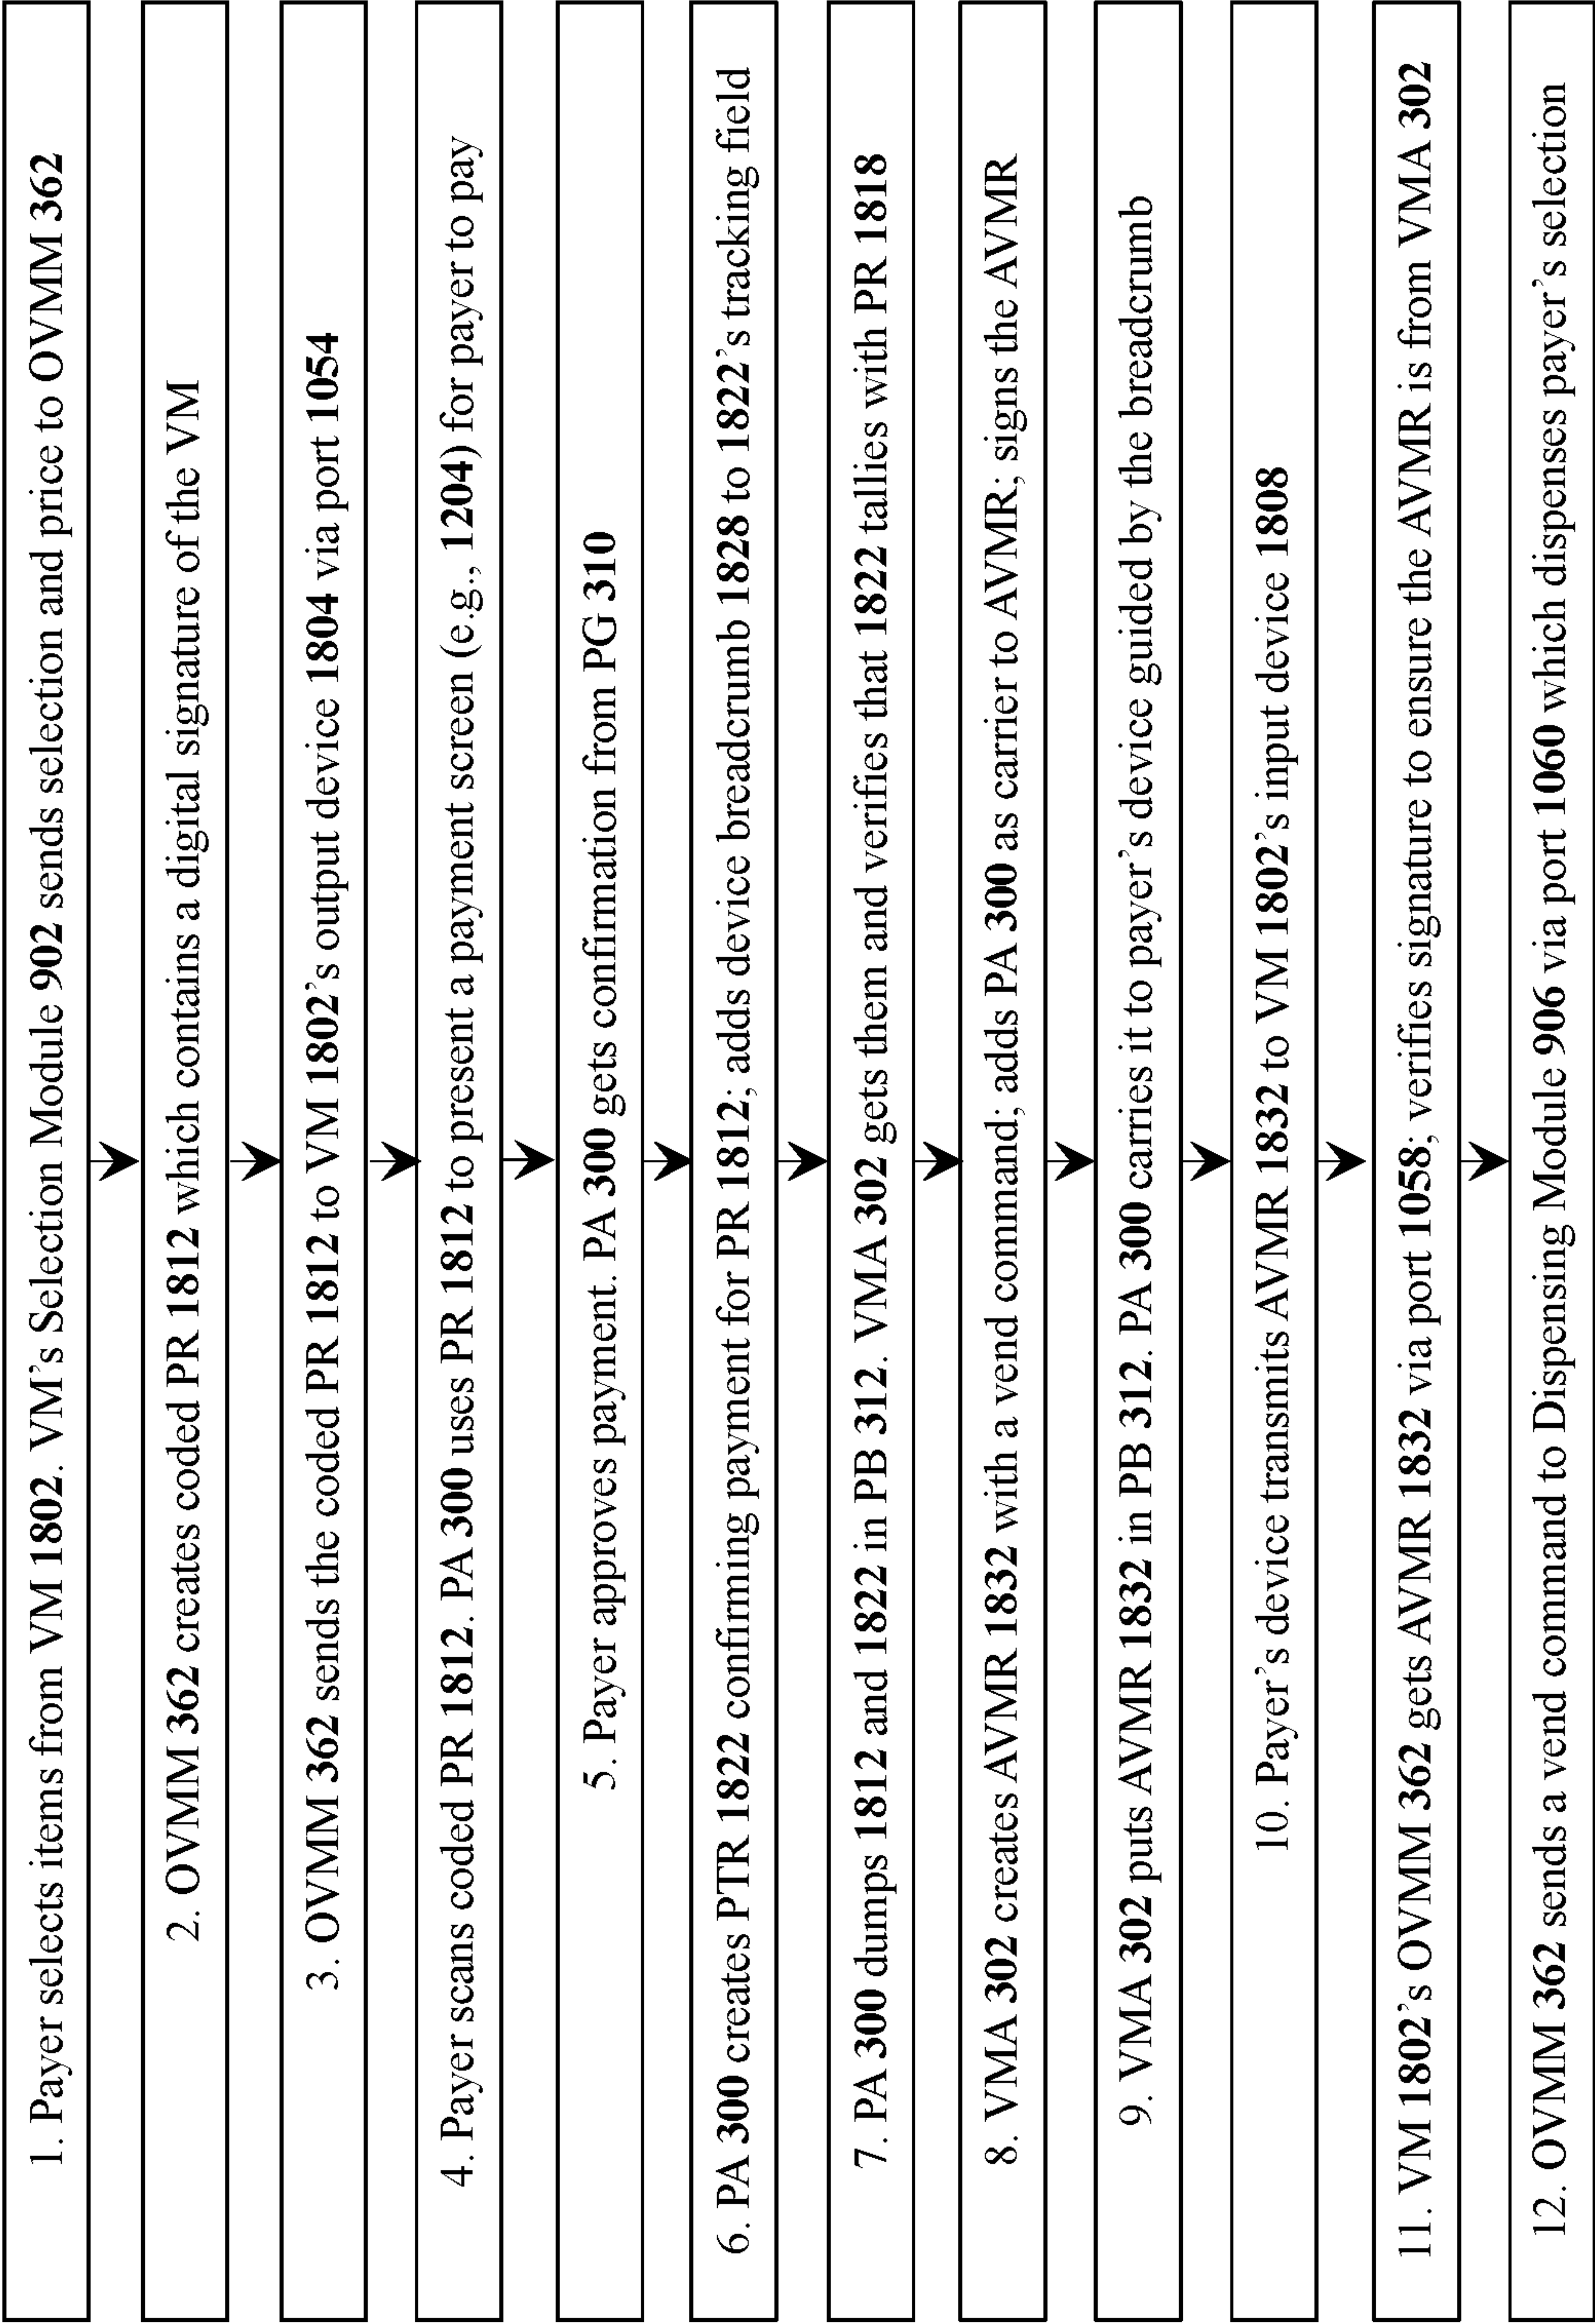 1. Payer selects items from VM 1802. VM's Selection Module 902 sends selection and price to OVMM 362
2. OVMM 362 creates coded PR 1812 which contains a digital signature of the VM
3. OVMM 362 sends the coded PR 1812 to VM 1802's output device 1804 via port 1054
4. Payer scans coded PR 1812. PA 300 uses PR 1812 to present a payment screen (e.g., 1204) for payer to pay
5. Payer approves payment. PA 300 gets confirmation from PG 310
6. PA 300 creates PTR 1822 confirming payment for PR 1812; adds device breadcrumb 1828 to 1822's tracking field
7. PA 300 dumps 1812 and 1822 in PB 312. VMA 302 gets them and verifies that 1822 tallies with PR 1818
8. VMA 302 creates AVMR 1832 with a vend command; adds PA 300 as carrier to AVMR; signs the AVMR
9. VMA 302 puts AVMR 1832 in PB 312. PA 300 carries it to payer's device guided by the breadcrumb
10. Payer's device transmits AVMR 1832 to VM 1802's input device 1808
11. VM 1802's OVMM 362 gets AVMR 1832 via port 1058; verifies signature to ensure the AVMR is from VMA 302
12. OVMM 362 sends a vend command to Dispensing Module 906 via port 1060 which dispenses payer's selection